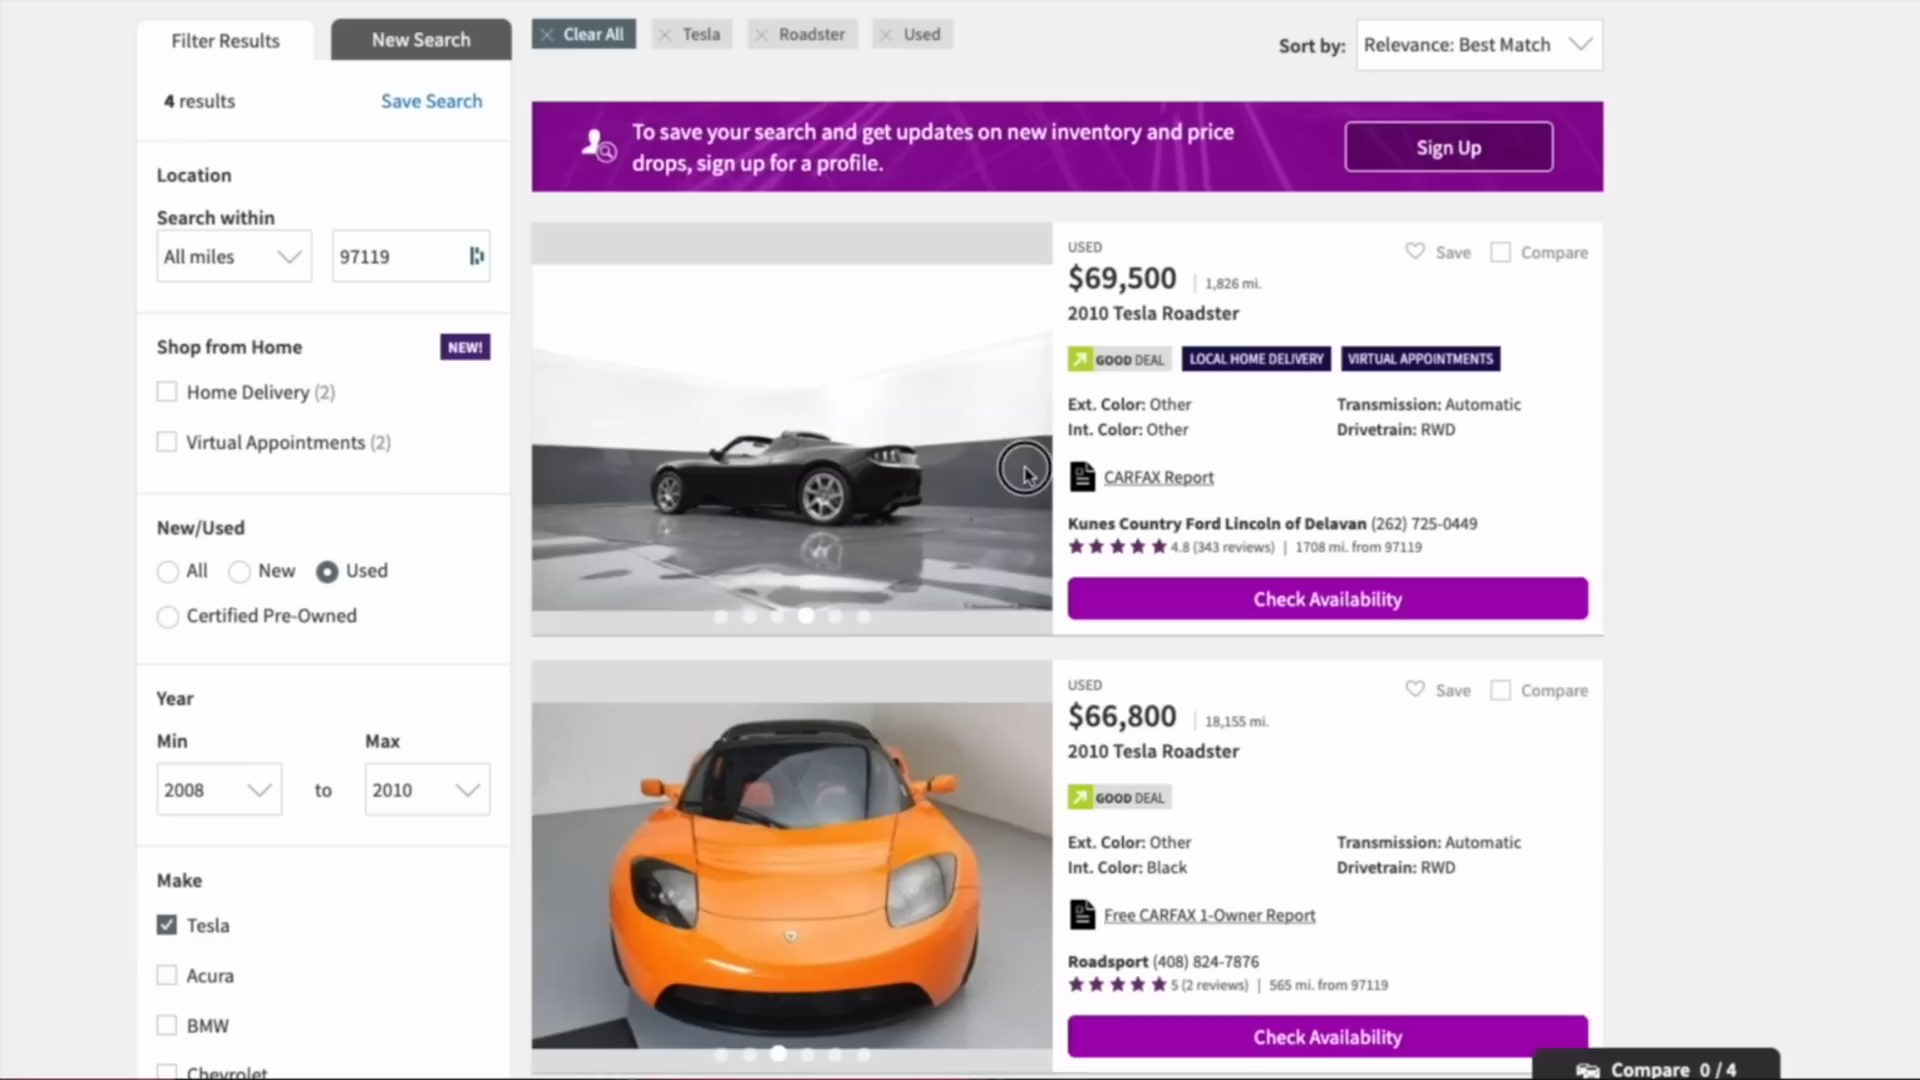 Filter Results
New Search
4 results
Save Search
Location
Search within
All miles
97119
Shop from Home
NEW!
Home Delivery (2)
Virtual Appointments (2)
New/Used
All
New
Used
Certified Pre-Owned
Year
Min
Max
2008
to
2010
Make
Tesla
Acura
BMW
Chevrolet
Clear All
Tesla
Roadster
Used
Sort by:
Relevance: Best Match
To save your search and get updates on new inventory and price
drops, sign up for a profile.
Sign Up
USED
Save
Compare
$69,500 | 1,826 mi.
2010 Tesla Roadster
GOOD DEAL
LOCAL HOME DELIVERY
VIRTUAL APPOINTMENTS
Ext. Color: Other
Transmission: Automatic
Int. Color: Other
Drivetrain: RWD
CARFAX Report
Kunes Country Ford Lincoln of Delavan (262) 725-0449
4.8 (343 reviews) | 1708 mi. from 97119
Check Availability
USED
Save
Compare
$66,800 | 18,155 mi.
2010 Tesla Roadster
GOOD DEAL
Ext. Color: Other
Transmission: Automatic
Int. Color: Black
Drivetrain: RWD
Free CARFAX 1-Owner Report
Roadsport (408) 824-7876
5 (2 reviews) | 565 mi. from 97119
Check Availability
Compare 0 / 4